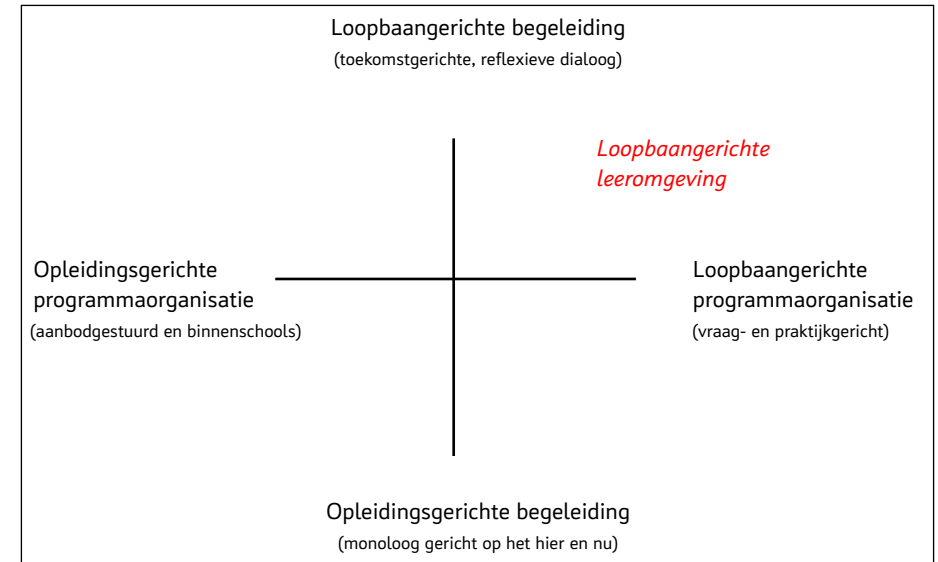 Loopbaangerichte begeleiding
(toekomstgerichte, reflexieve dialoog)
Loopbaangerichte
leeromgeving
Opleidingsgerichte
programmaorganisatie
(aanbodgestuurd en binnenschools)
Loopbaangerichte
programmaorganisatie
(vraag- en praktijkgericht)
Opleidingsgerichte begeleiding
(monoloog gericht op het hier en nu)